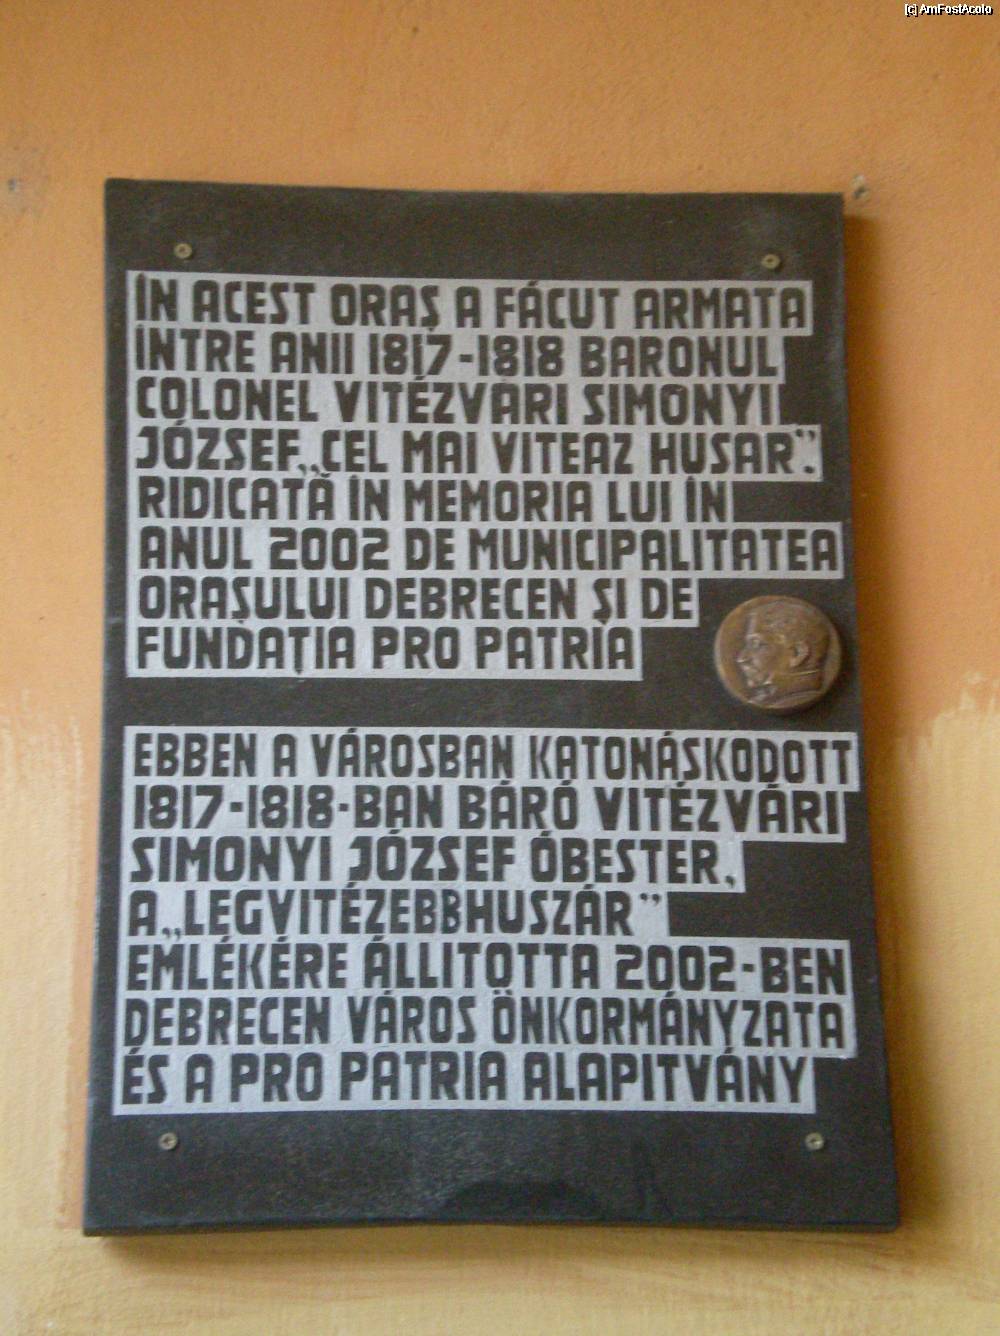 [c] AmFostAcolo
ÎN ACEST ORAȘ A FĂCUT ARMATA
ÎNTRE ANII 1817-1818 BARONUL
COLONEL VITÉZVÁRI SIMONYI
JÓZSEF „CEL MAI VITEAZ HUSAR”.
RIDICATĂ ÎN MEMORIA LUI ÎN
ANUL 2002 DE MUNICIPALITATEA
ORAȘULUI DEBRECEN ȘI DE
FUNDAȚIA PRO PATRIA
EBBEN A VÁROSBAN KATONÁSKODOTT
1817-1818-BAN BÁRÓ VITÉZVÁRI
SIMONYI JÓZSEF ÓBESTER,
A „LEGVITÉZEBBHUSZÁR”
EMLÉKÉRE ÁLLITOTTA 2002-BEN
DEBRECEN VÁROS ÖNKORMÁNYZATA
ÉS A PRO PATRIA ALAPITVÁNY